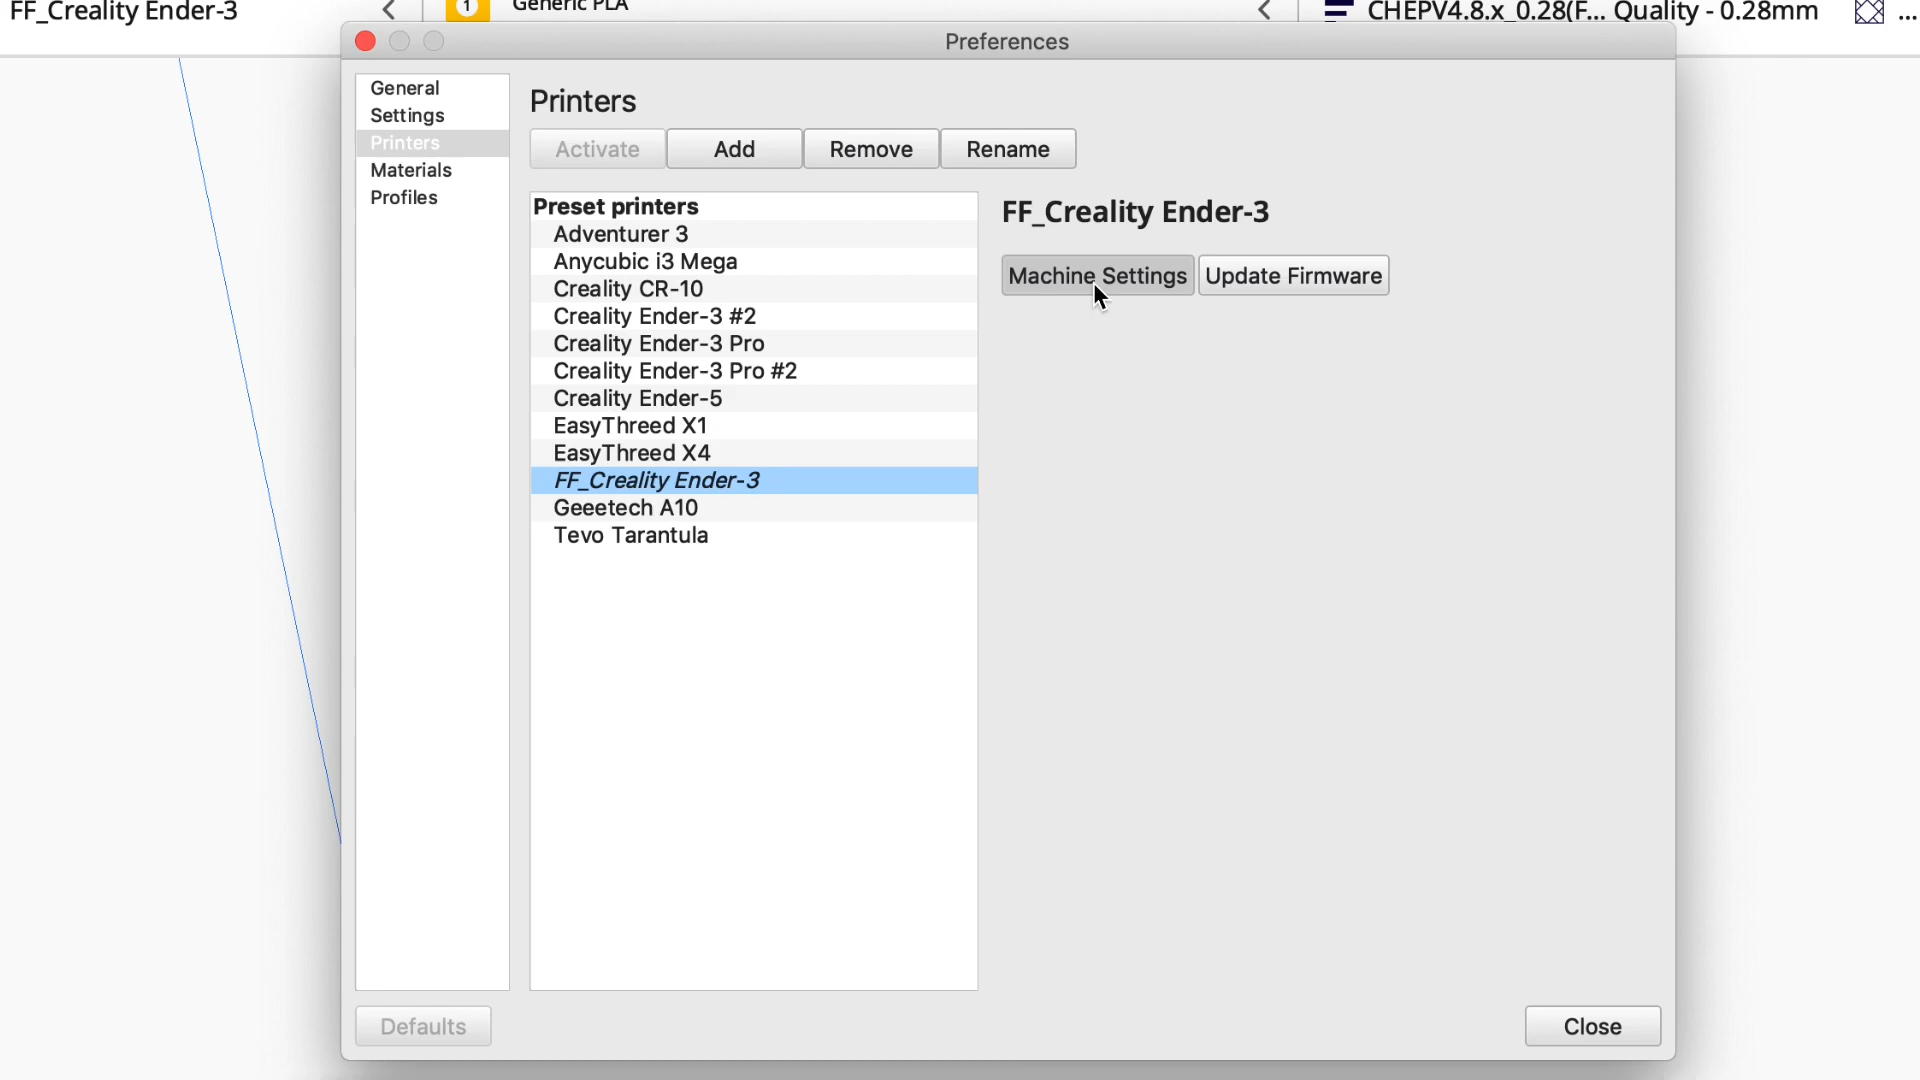 FF_Creality Ender-3
1
Generic PLA
CHEPV4.8.x_0.28(F... Quality - 0.28mm
...
Preferences
General
Settings
Printers
Materials
Profiles
Printers
Activate
Add
Remove
Rename
Preset printers
Adventurer 3
Anycubic i3 Mega
Creality CR-10
Creality Ender-3 #2
Creality Ender-3 Pro
Creality Ender-3 Pro #2
Creality Ender-5
EasyThreed X1
EasyThreed X4
FF_Creality Ender-3
Geeetech A10
Tevo Tarantula
FF_Creality Ender-3
Machine Settings
Update Firmware
Defaults
Close